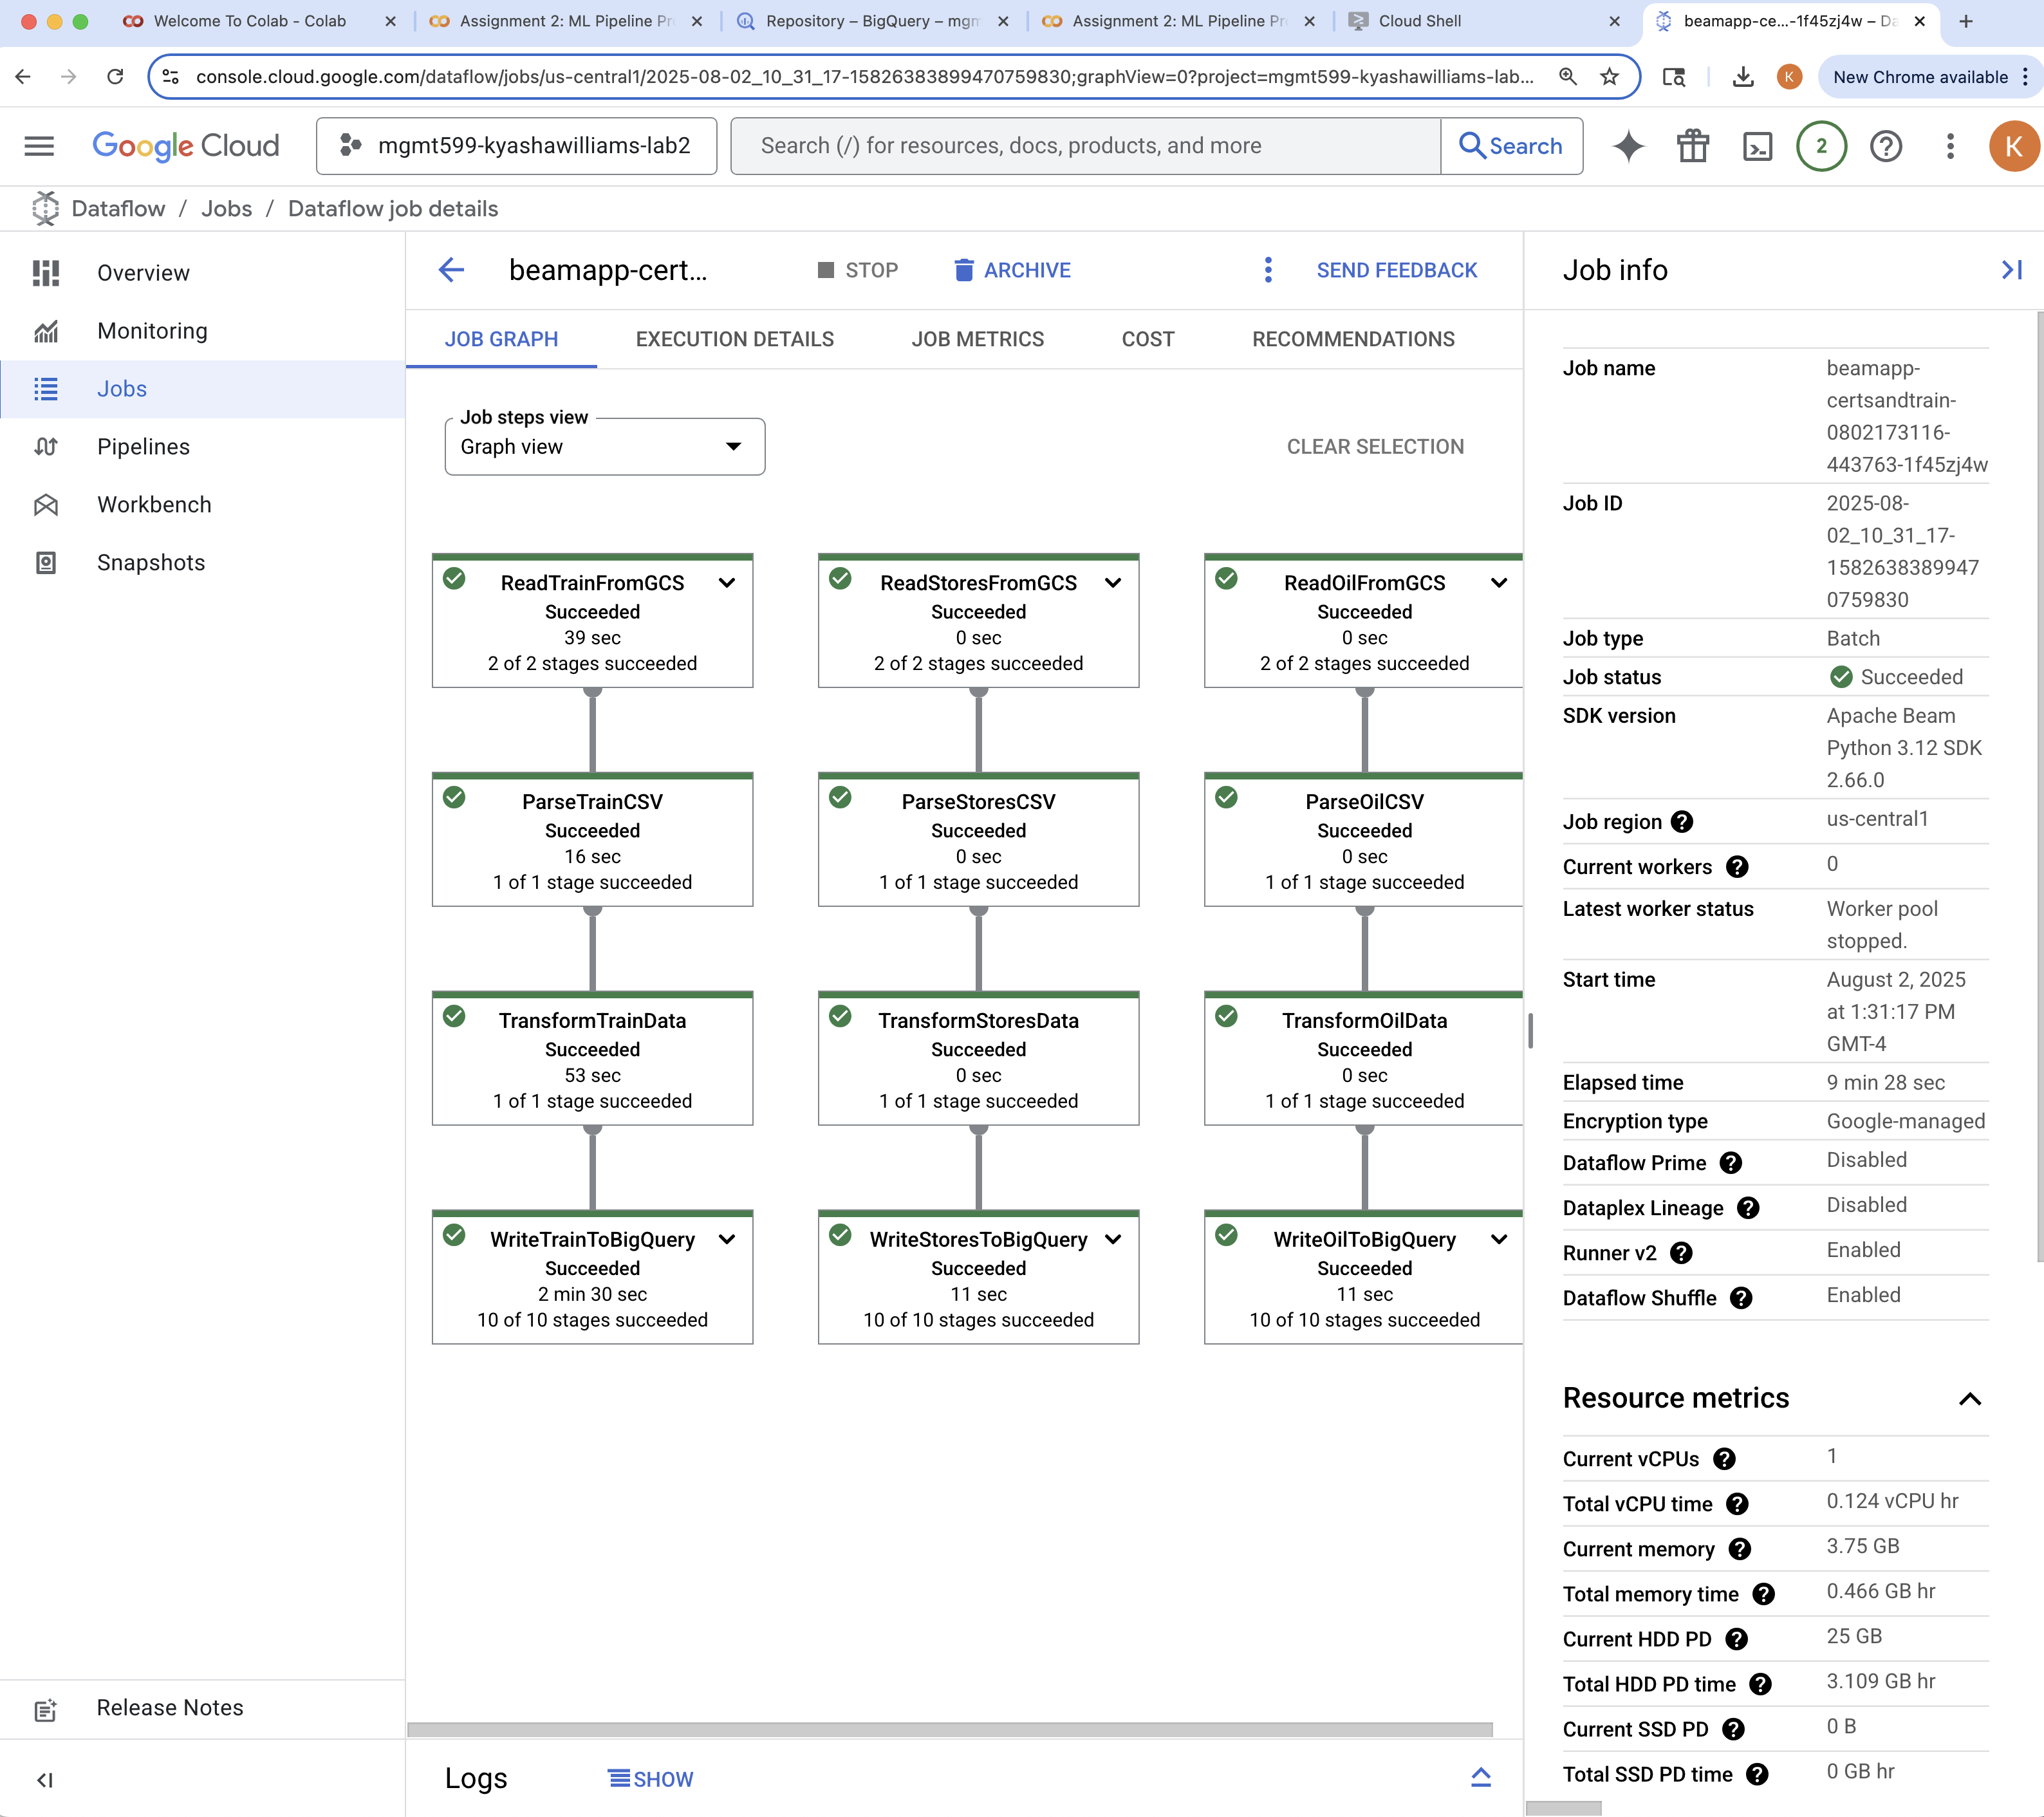 Welcome To Colab - Colab
Assignment 2: ML Pipeline Pr
Repository – BigQuery – mgm
Assignment 2: ML Pipeline Pr
Cloud Shell
beamapp-ce...-1f45zj4w – Da
console.cloud.google.com/dataflow/jobs/us-central1/2025-08-02_10_31_17-15826383899470759830;graphView=0?project=mgmt599-kyashawilliams-lab...
K
New Chrome available
Google Cloud
mgmt599-kyashawilliams-lab2
Search (/) for resources, docs, products, and more
Search
2
K
Dataflow / Jobs / Dataflow job details
Overview
Monitoring
Jobs
Pipelines
Workbench
Snapshots
Release Notes
beamapp-cert...
STOP
ARCHIVE
SEND FEEDBACK
JOB GRAPH
EXECUTION DETAILS
JOB METRICS
COST
RECOMMENDATIONS
Job steps view
Graph view
CLEAR SELECTION
ReadTrainFromGCS
Succeeded
39 sec
2 of 2 stages succeeded
ReadStoresFromGCS
Succeeded
0 sec
2 of 2 stages succeeded
ReadOilFromGCS
Succeeded
0 sec
2 of 2 stages succeeded
ParseTrainCSV
Succeeded
16 sec
1 of 1 stage succeeded
ParseStoresCSV
Succeeded
0 sec
1 of 1 stage succeeded
ParseOilCSV
Succeeded
0 sec
1 of 1 stage succeeded
TransformTrainData
Succeeded
53 sec
1 of 1 stage succeeded
TransformStoresData
Succeeded
0 sec
1 of 1 stage succeeded
TransformOilData
Succeeded
0 sec
1 of 1 stage succeeded
WriteTrainToBigQuery
Succeeded
2 min 30 sec
10 of 10 stages succeeded
WriteStoresToBigQuery
Succeeded
11 sec
10 of 10 stages succeeded
WriteOilToBigQuery
Succeeded
11 sec
10 of 10 stages succeeded
Logs
SHOW
Job info
Job name
beamapp-
certsandtrain-
0802173116-
443763-1f45zj4w
Job ID
2025-08-
02_10_31_17-
1582638389947
0759830
Job type
Batch
Job status
Succeeded
SDK version
Apache Beam
Python 3.12 SDK
2.66.0
Job region
us-central1
Current workers
0
Latest worker status
Worker pool
stopped.
Start time
August 2, 2025
at 1:31:17 PM
GMT-4
Elapsed time
9 min 28 sec
Encryption type
Google-managed
Dataflow Prime
Disabled
Dataplex Lineage
Disabled
Runner v2
Enabled
Dataflow Shuffle
Enabled
Resource metrics
Current vCPUs
1
Total vCPU time
0.124 vCPU hr
Current memory
3.75 GB
Total memory time
0.466 GB hr
Current HDD PD
25 GB
Total HDD PD time
3.109 GB hr
Current SSD PD
0 B
Total SSD PD time
0 GB hr